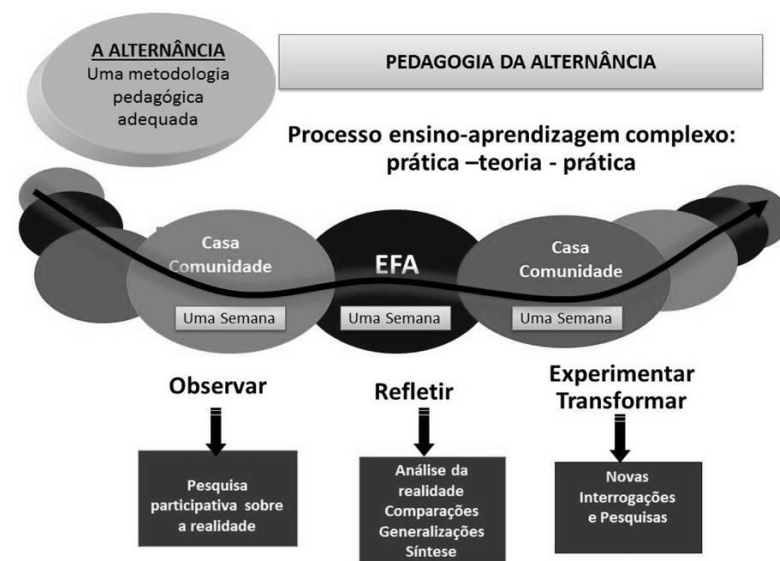 A ALTERNÂNCIA
Uma metodologia
pedagógica
adequada
PEDAGOGIA DA ALTERNÂNCIA
Processo ensino-aprendizagem complexo:
prática –teoria - prática
Casa
Comunidade
Uma Semana
EFA
Uma Semana
Casa
Comunidade
Uma Semana
Observar
Refletir
Experimentar
Transformar
Pesquisa
participativa sobre
a realidade
Análise da
realidade
Comparações
Generalizações
Síntese
Novas
Interrogações
e Pesquisas